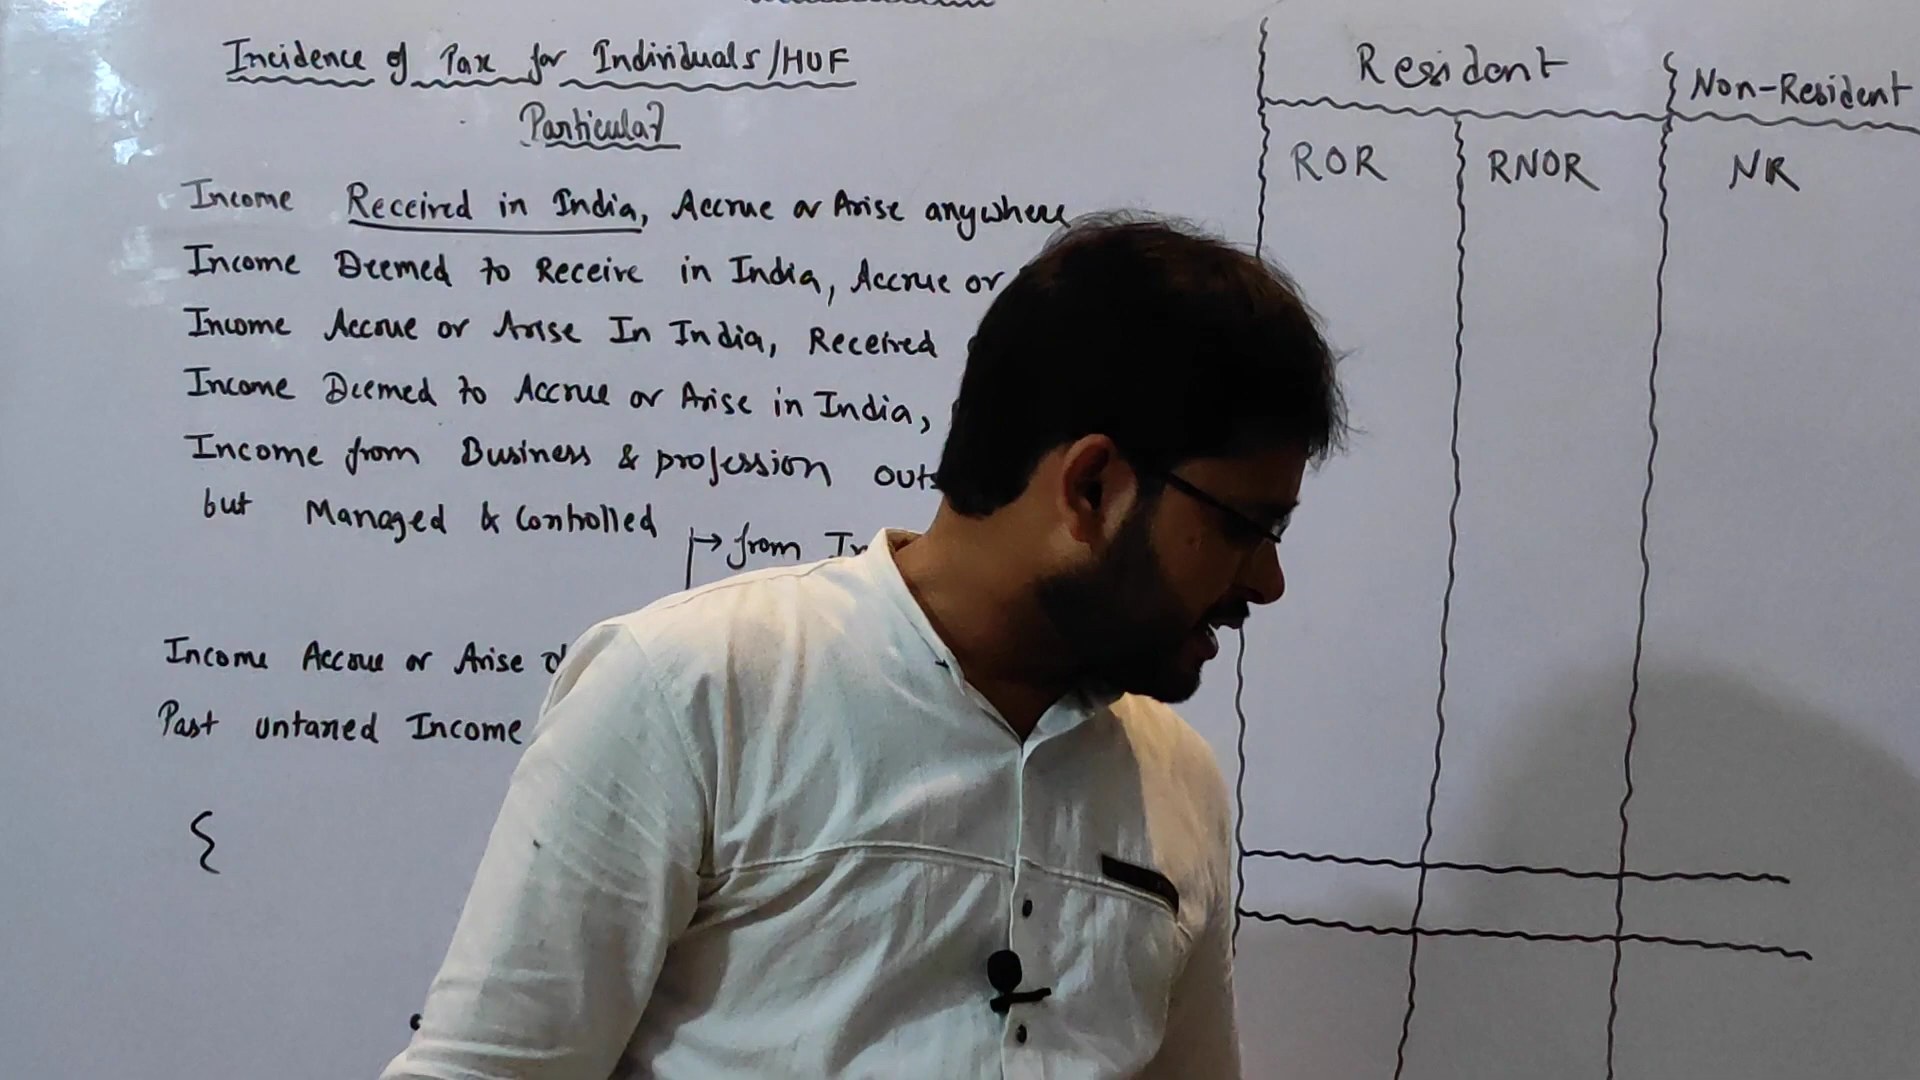 Incidence of Tax for Individuals/HUF
Particular
Resident
Non-Resident
ROR
RNOR
NR
Income Received in India, Accrue or Arise anywhere
Income Deemed to Receive in India, Accrue or
Income Accrue or Arise In India, Received
Income Deemed to Accrue or Arise in India,
Income from Business & profession
but Managed & Controlled
from
Income Accrue or Arise
Past untaxed Income